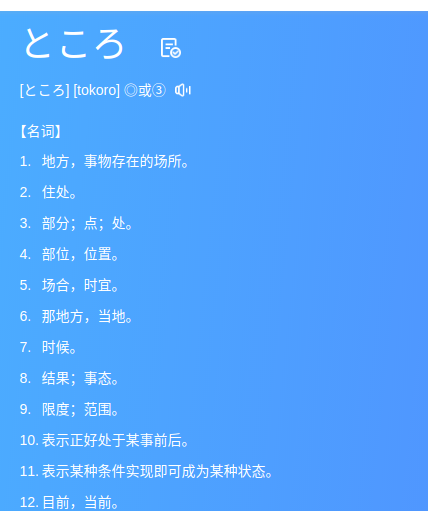 ところ
[ところ] [tokoro] ◎或③
【名词】
1. 地方，事物存在的场所。
2. 住处。
3. 部分；点；处。
4. 部位，位置。
5. 场合，时宜。
6. 那地方，当地。
7. 时候。
8. 结果；事态。
9. 限度；范围。
10. 表示正好处于某事前后。
11. 表示某种条件实现即可成为某种状态。
12. 目前，当前。